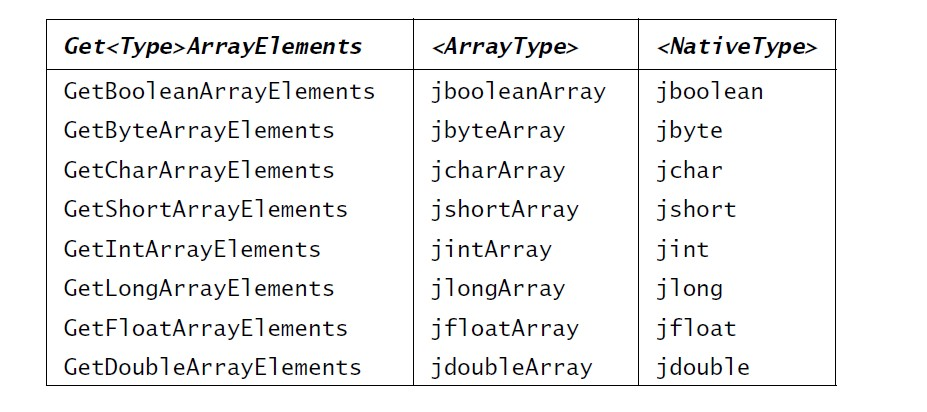 Get<Type>ArrayElements <ArrayType> <NativeType>
GetBooleanArrayElements jbooleanArray jboolean
GetByteArrayElements jbyteArray jbyte
GetCharArrayElements jcharArray jchar
GetShortArrayElements jshortArray jshort
GetIntArrayElements jintArray jint
GetLongArrayElements jlongArray jlong
GetFloatArrayElements jfloatArray jfloat
GetDoubleArrayElements jdoubleArray jdouble